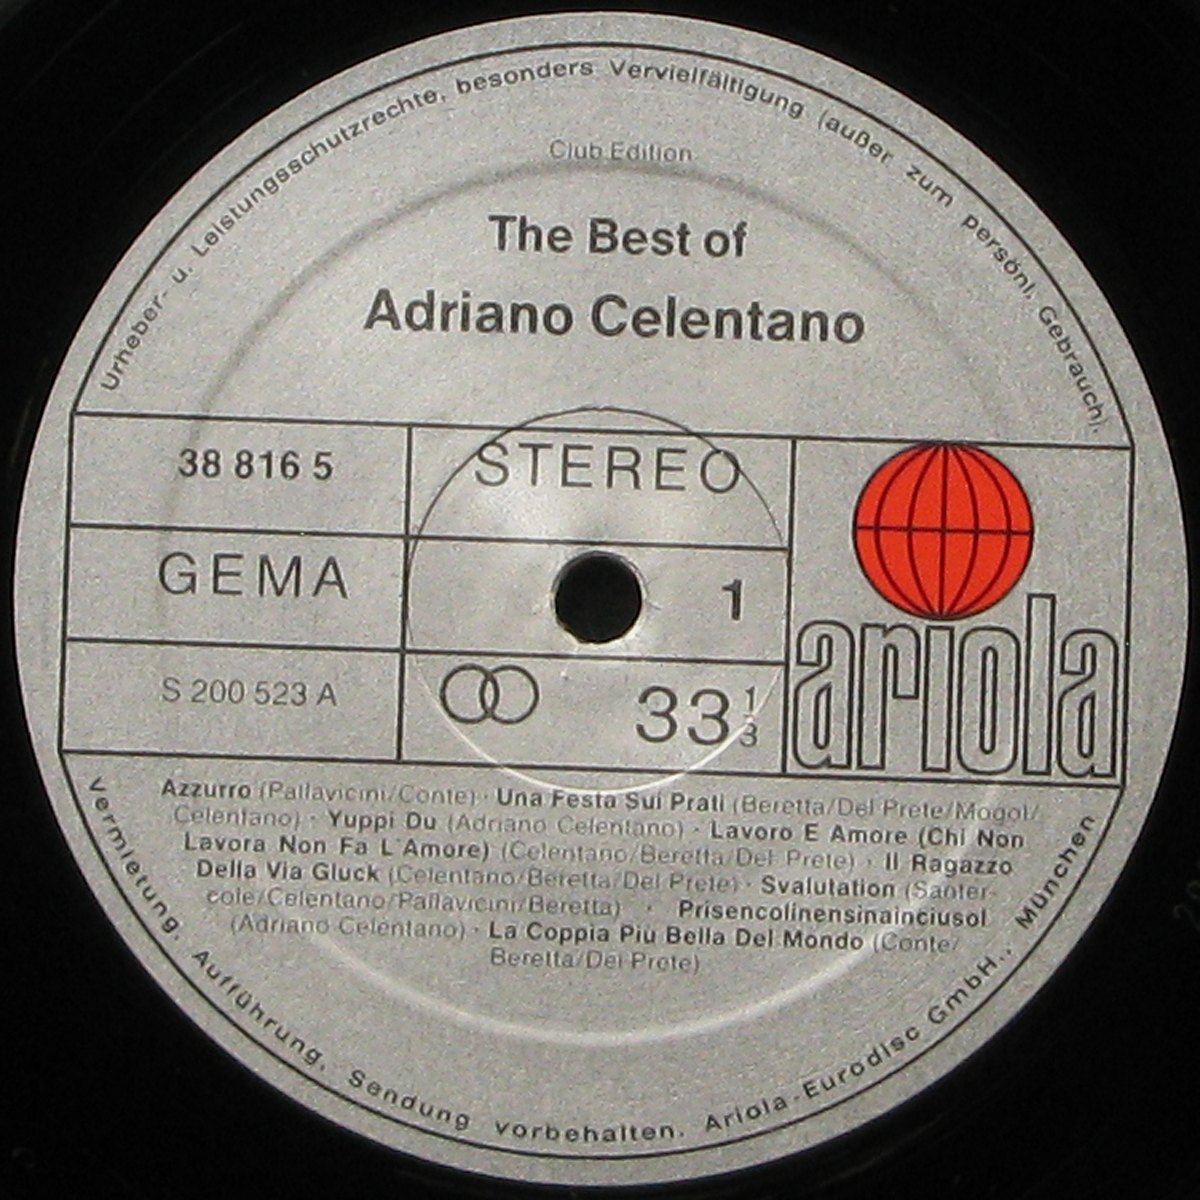 Urheber- u. Leistungsschutzrechte, besonders Vervielfältigung (außer zum persönl. Gebrauch),
Club Edition
The Best of
Adriano Celentano
38 816 5
STEREO
GEMA
1
S 200 523 A
33 1/3
ariola
Azzurro (Pallavicini/Conte) · Una Festa Sui Prati (Beretta/Del Prete/Mogol/
Celentano) · Yuppi Du (Adriano Celentano) · Lavoro E Amore (Chi Non
Lavora Non Fa L'Amore) (Celentano/Beretta/Del Prete) · Il Ragazzo
Della Via Gluck (Celentano/Beretta/Del Prete) · Svalutation (Santer-
cole/Celentano/Pallavicini/Beretta) · Prisencolinensinainciusol
(Adriano Celentano) · La Coppia Più Bella Del Mondo (Conte/
Beretta/Del Prete)
Vermietung, Aufführung, Sendung vorbehalten. Ariola-Eurodisc GmbH., München